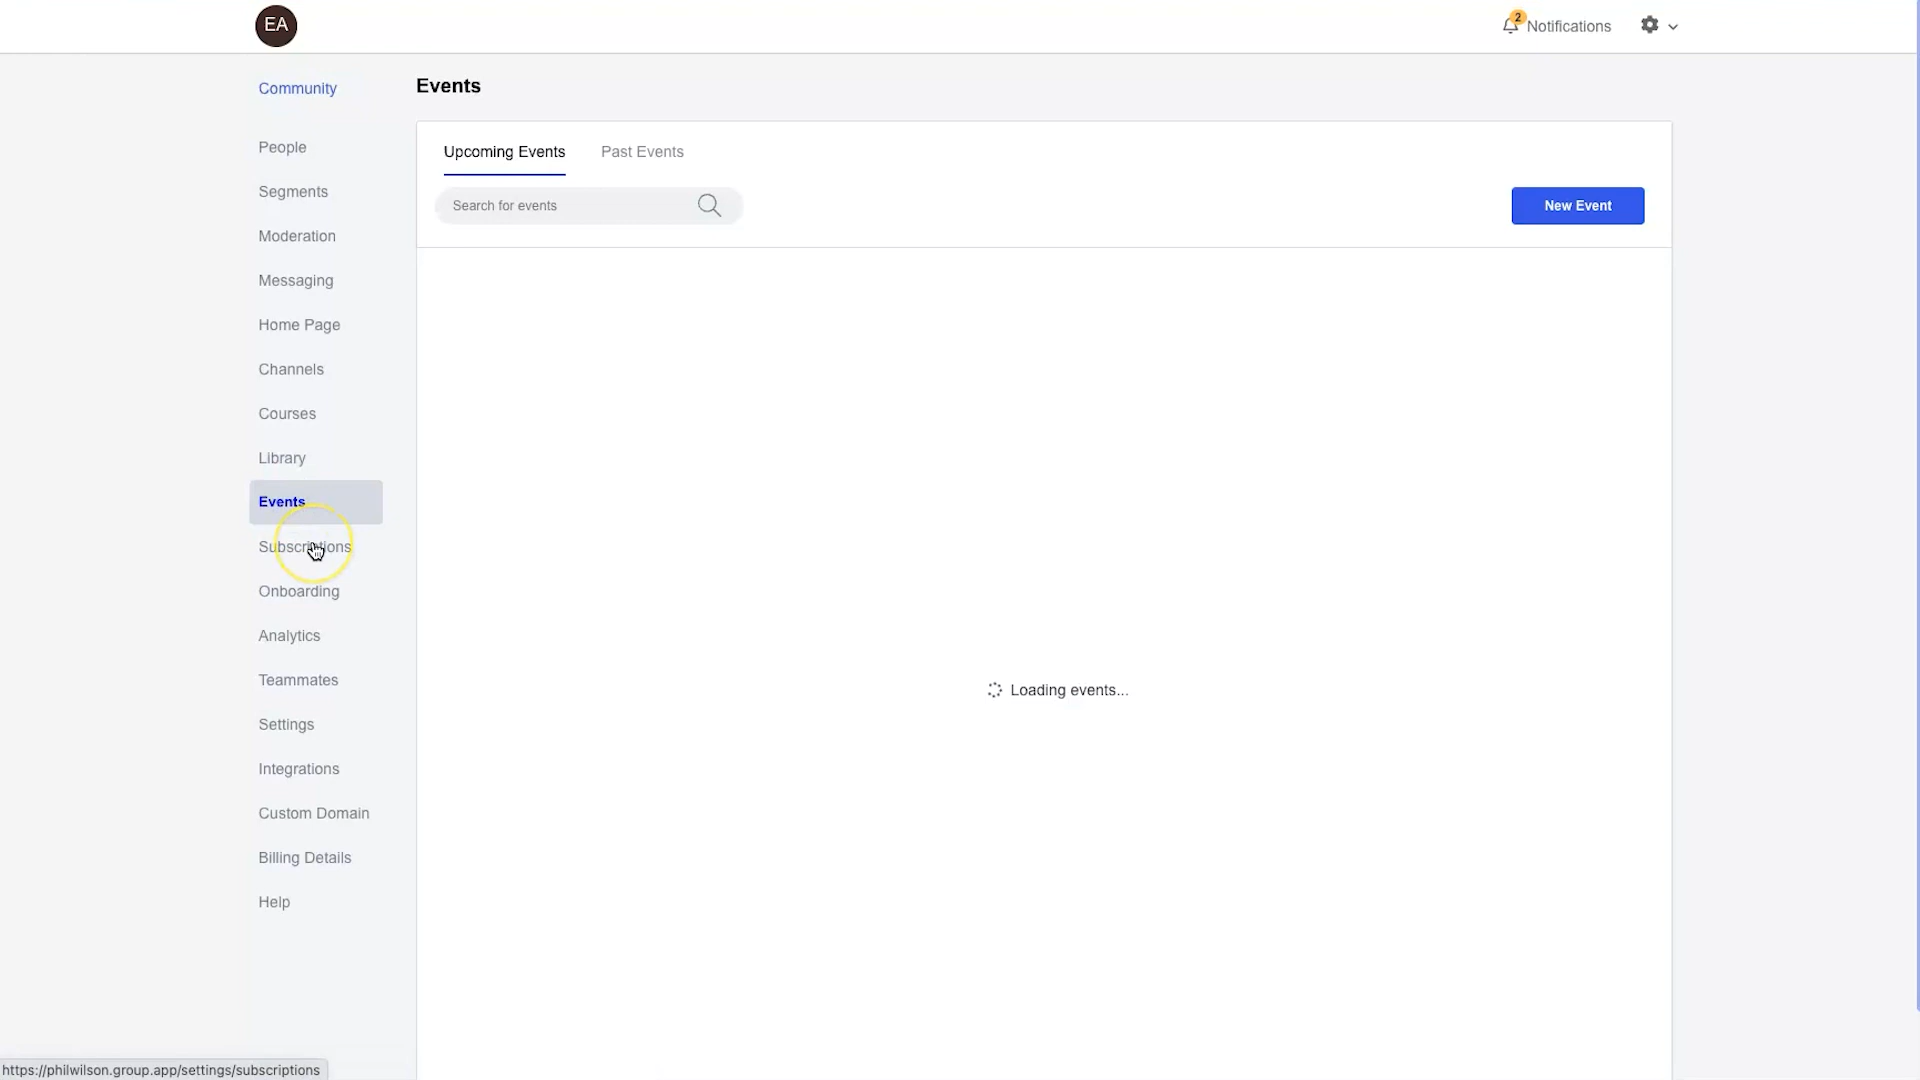 EA
2
Notifications
Community
People
Segments
Moderation
Messaging
Home Page
Channels
Courses
Library
Events
Subscriptions
Onboarding
Analytics
Teammates
Settings
Integrations
Custom Domain
Billing Details
Help
Events
Upcoming Events Past Events
Search for events
New Event
Loading events...
https://philwilson.group.app/settings/subscriptions